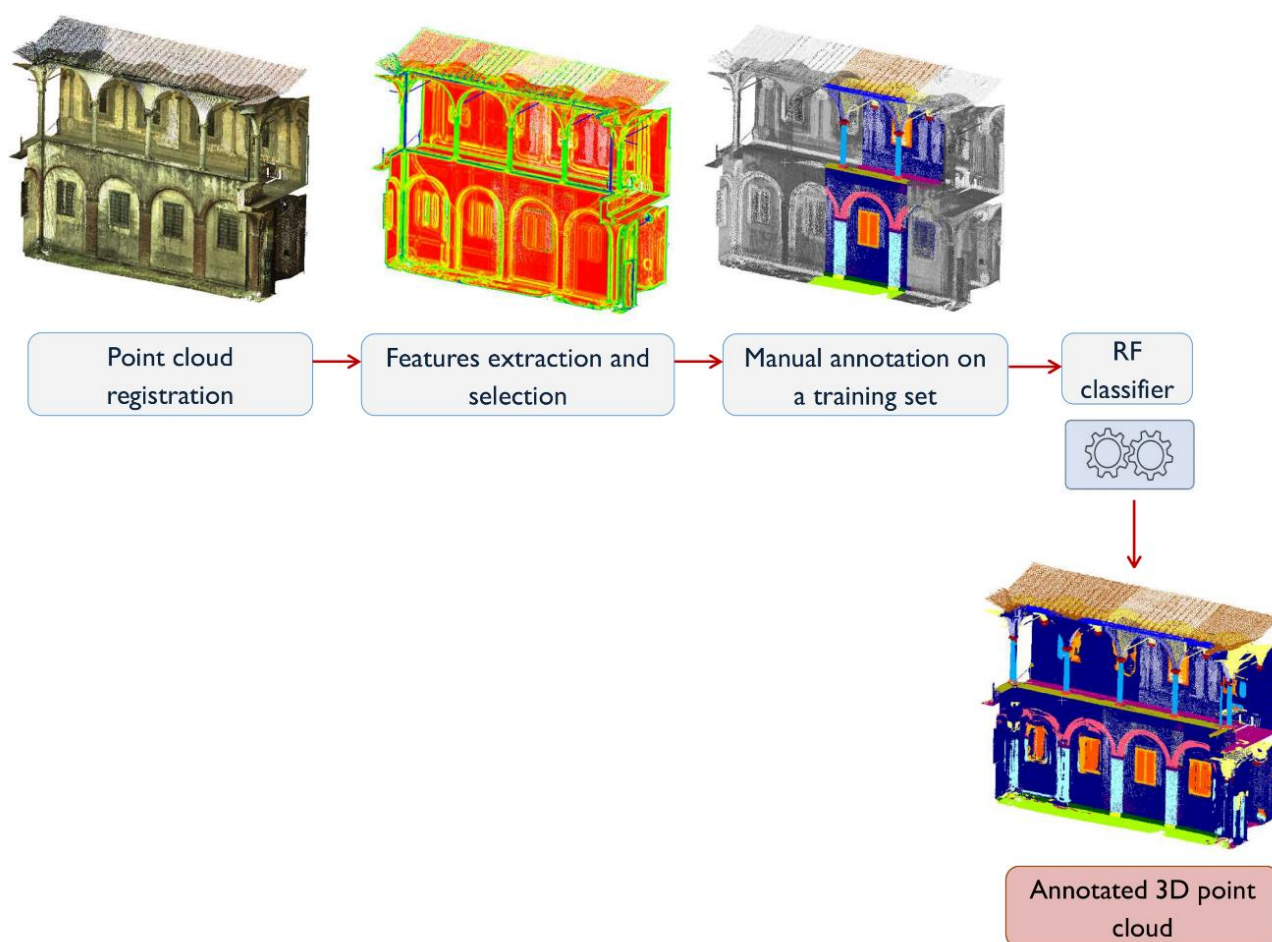 Point cloud
registration
Features extraction and
selection
Manual annotation on
a training set
RF
classifier
Annotated 3D point
cloud